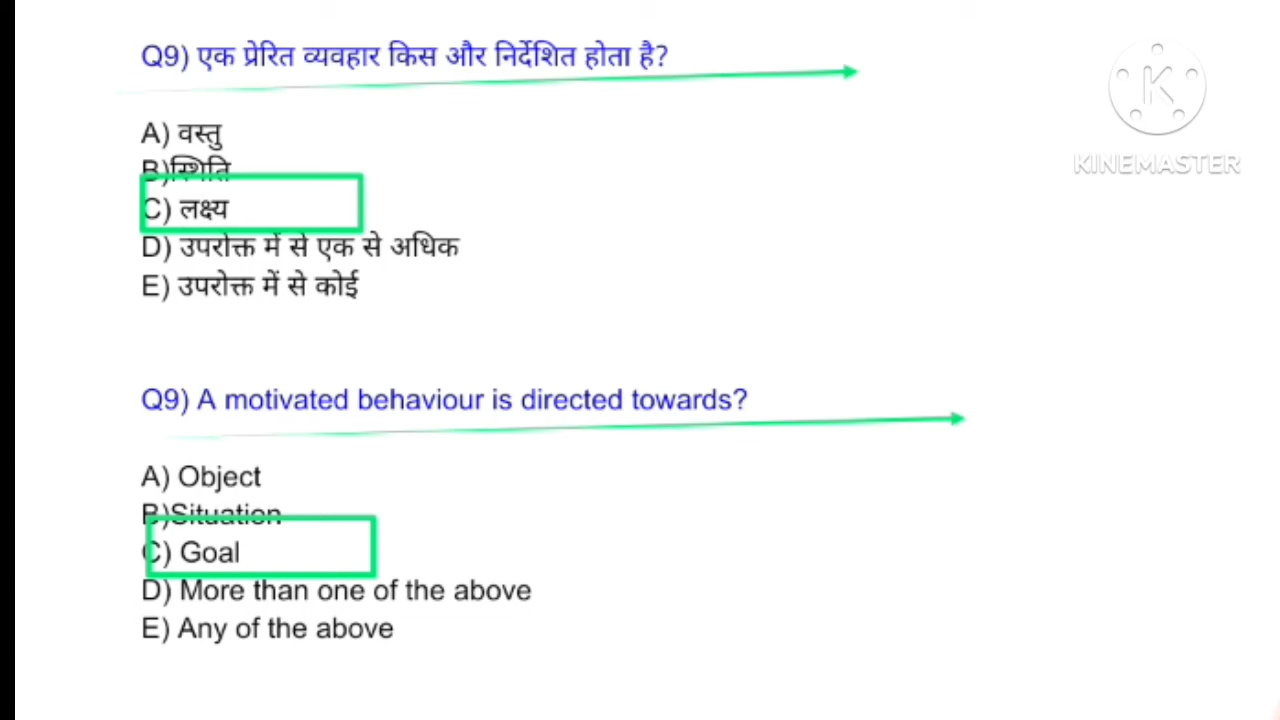 Q9) एक प्रेरित व्यवहार किस और निर्देशित होता है?
A) वस्तु
B)स्थिति
C) लक्ष्य
D) उपरोक्त में से एक से अधिक
E) उपरोक्त में से कोई
Q9) A motivated behaviour is directed towards?
A) Object
B)Situation
C) Goal
D) More than one of the above
E) Any of the above
K
KINEMASTER